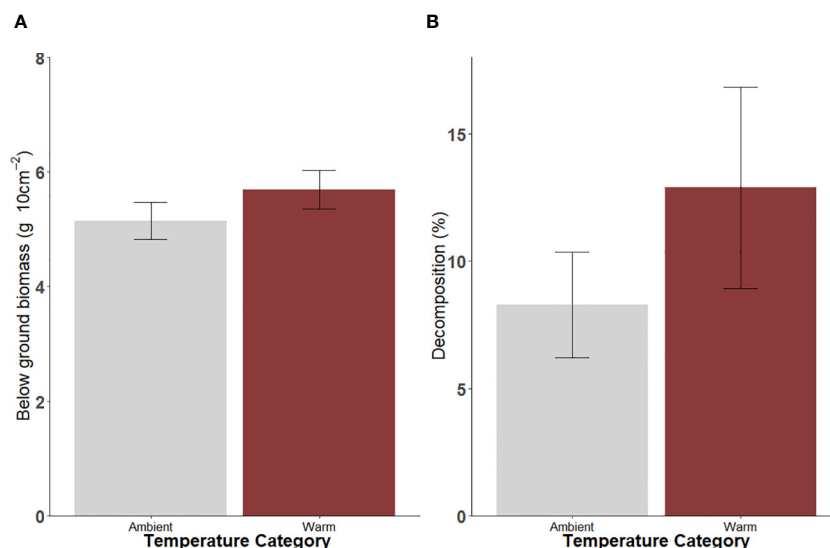 A
8
6
4
2
0
Below ground biomass (g 10cm⁻²)
Ambient
Warm
Temperature Category
B
15
10
5
0
Decomposition (%)
Ambient
Warm
Temperature Category